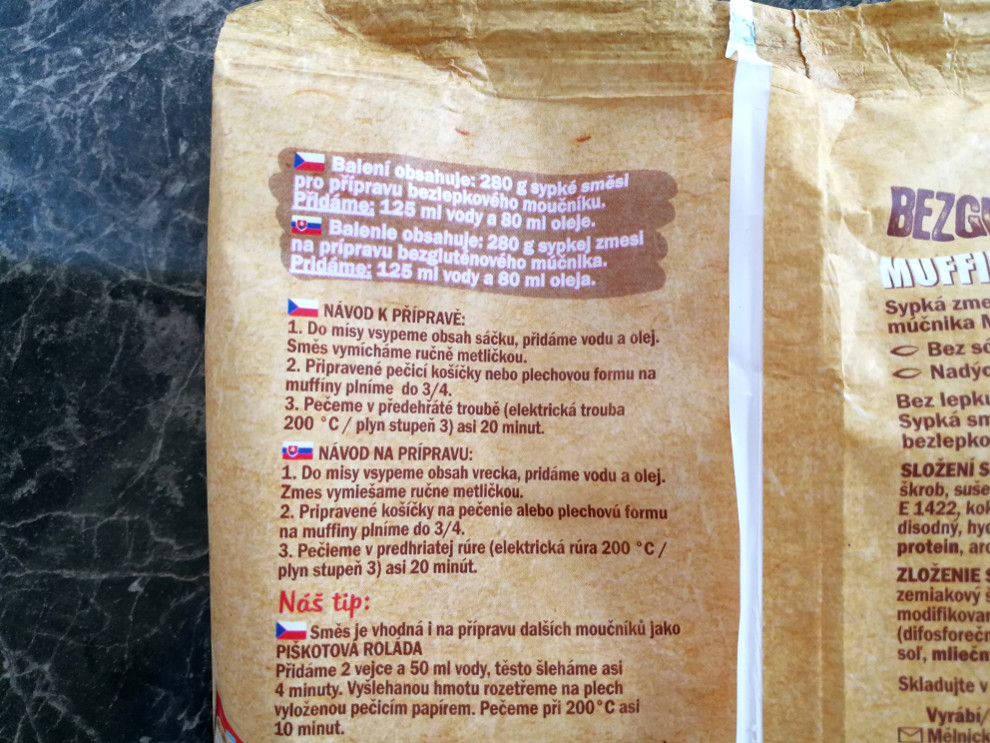 Balení obsahuje: 280 g sypké směsi
pro přípravu bezlepkového moučníku.
Přidáme: 125 ml vody a 80 ml oleje.
Balenie obsahuje: 280 g sypkej zmesi
na prípravu bezgluténového múčnika.
Pridáme: 125 ml vody a 80 ml oleja.
NÁVOD K PŘÍPRAVĚ:
1. Do mísy vsypeme obsah sáčku, přidáme vodu a olej.
Směs vymícháme ručně metličkou.
2. Připravené pečicí košíčky nebo plechovou formu na
muffiny plníme do 3/4.
3. Pečeme v předehřáté troubě (elektrická trouba
200 °C / plyn stupeň 3) asi 20 minut.
NÁVOD NA PRÍPRAVU:
1. Do misy vsypeme obsah vrecka, pridáme vodu a olej.
Zmes vymiešame ručne metličkou.
2. Pripravené košíčky na pečenie alebo plechovú formu
na muffiny plníme do 3/4.
3. Pečieme v predhriatej rúre (elektrická rúra 200 °C /
plyn stupeň 3) asi 20 minút.
Náš tip:
Směs je vhodná i na přípravu dalších moučníků jako
PIŠKOTOVÁ ROLÁDA
Přidáme 2 vejce a 50 ml vody, těsto šleháme asi
4 minuty. Vyšlehanou hmotu rozetřeme na plech
vyloženou pečicím papírem. Pečeme při 200°C asi
10 minut.
BEZG
MUFFI
Sypká zme
múčnika
Bez
Nadýc
Bez lepku
Sypká sm
bezlepko
SLOŽENÍ S
škrob, suše
E 1422, kok
disodný, hyd
protein, aro
ZLOŽENIE S
zemiakový š
modifikovan
(difosforečn
soľ, mliečn
Skladujte v
Vyrábí/
Mělnick